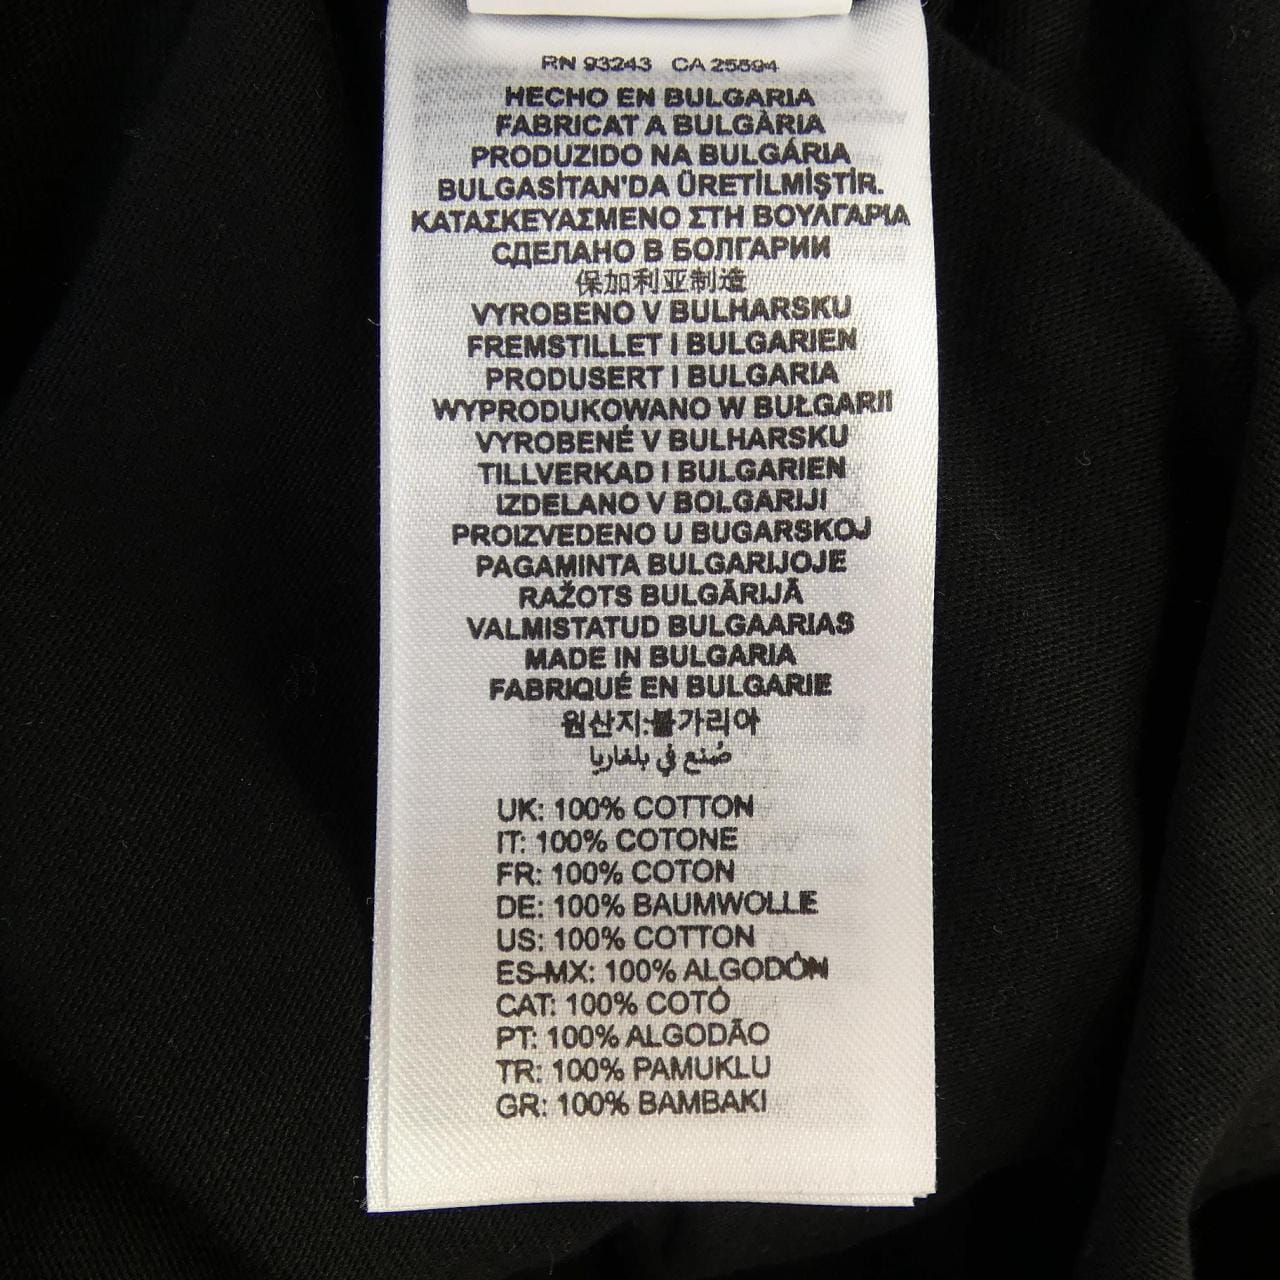 RN 93243 CA 25594
HECHO EN BULGARIA
FABRICAT A BULGÀRIA
PRODUZIDO NA BULGÁRIA
BULGASİTAN'DA ÜRETİLMİŞTİR.
ΚΑΤΑΣΚΕΥΑΣΜΕΝΟ ΣΤΗ ΒΟΥΛΓΑΡΙΑ
СДЕЛАНО В БОЛГАРИИ
保加利亚制造
VYROBENO V BULHARSKU
FREMSTILLET I BULGARIEN
PRODUSERT I BULGARIA
WYPRODUKOWANO W BUŁGARII
VYROBENÉ V BULHARSKU
TILLVERKAD I BULGARIEN
IZDELANO V BOLGARIJI
PROIZVEDENO U BUGARSKOJ
PAGAMINTA BULGARIJOJE
RAŽOTS BULGĀRIJĀ
VALMISTATUD BULGAARIAS
MADE IN BULGARIA
FABRIQUÉ EN BULGARIE
원산지:불가리아
صُنع في بلغاريا
UK: 100% COTTON
IT: 100% COTONE
FR: 100% COTON
DE: 100% BAUMWOLLE
US: 100% COTTON
ES-MX: 100% ALGODÓN
CAT: 100% COTÓ
PT: 100% ALGODÃO
TR: 100% PAMUKLU
GR: 100% ΒΑΜΒΑΚΙ